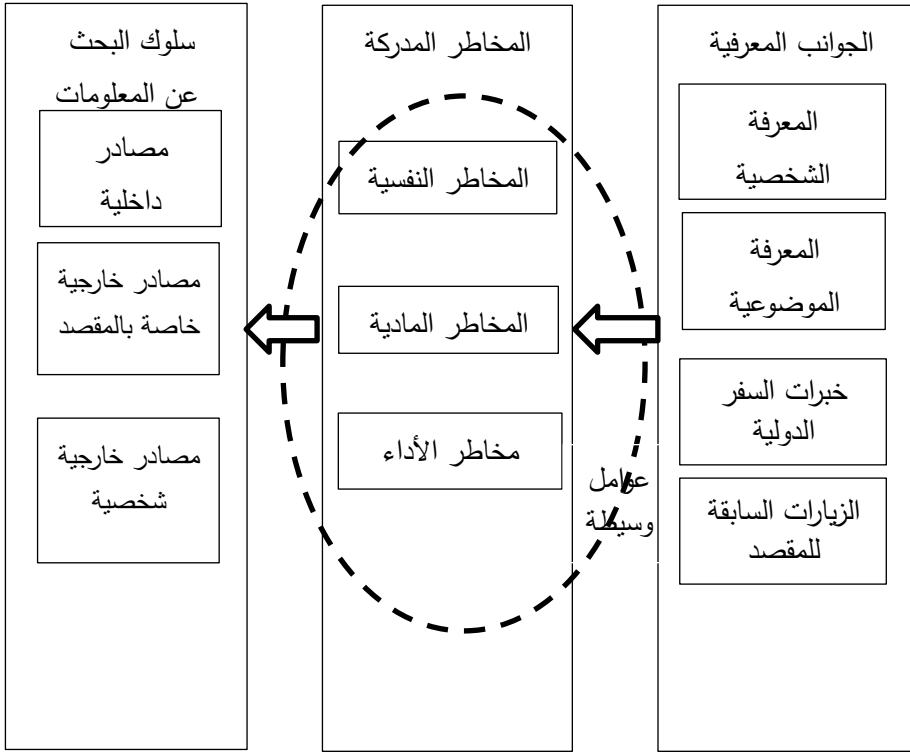 الجوانب المعرفية
المعرفة
الشخصية
المعرفة
الموضوعية
خبرات السفر
الدولية
الزيارات السابقة
للمقصد
المخاطر المدركة
المخاطر النفسية
المخاطر المادية
مخاطر الأداء
عوامل
وسيطة
سلوك البحث
عن المعلومات
مصادر
داخلية
مصادر خارجية
خاصة بالمقصد
مصادر خارجية
شخصية